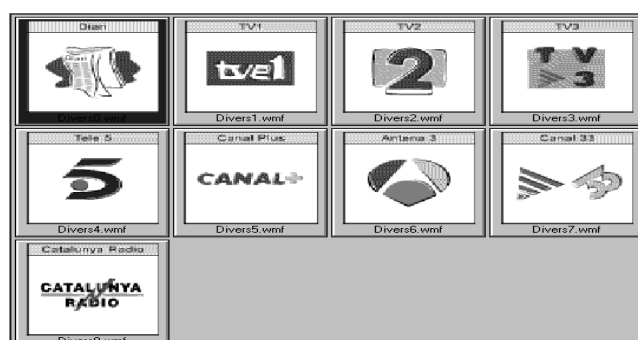 Diari
TV1
TV2
TV3
tve1
2
TV
3
Divers0.wmf
Divers1.wmf
Divers2.wmf
Divers3.wmf
Tele 5
Canal Plus
Antena 3
Canal 33
5
CANAL+
33
Divers4.wmf
Divers5.wmf
Divers6.wmf
Divers7.wmf
Catalunya Radio
CATALUNYA
RADIO